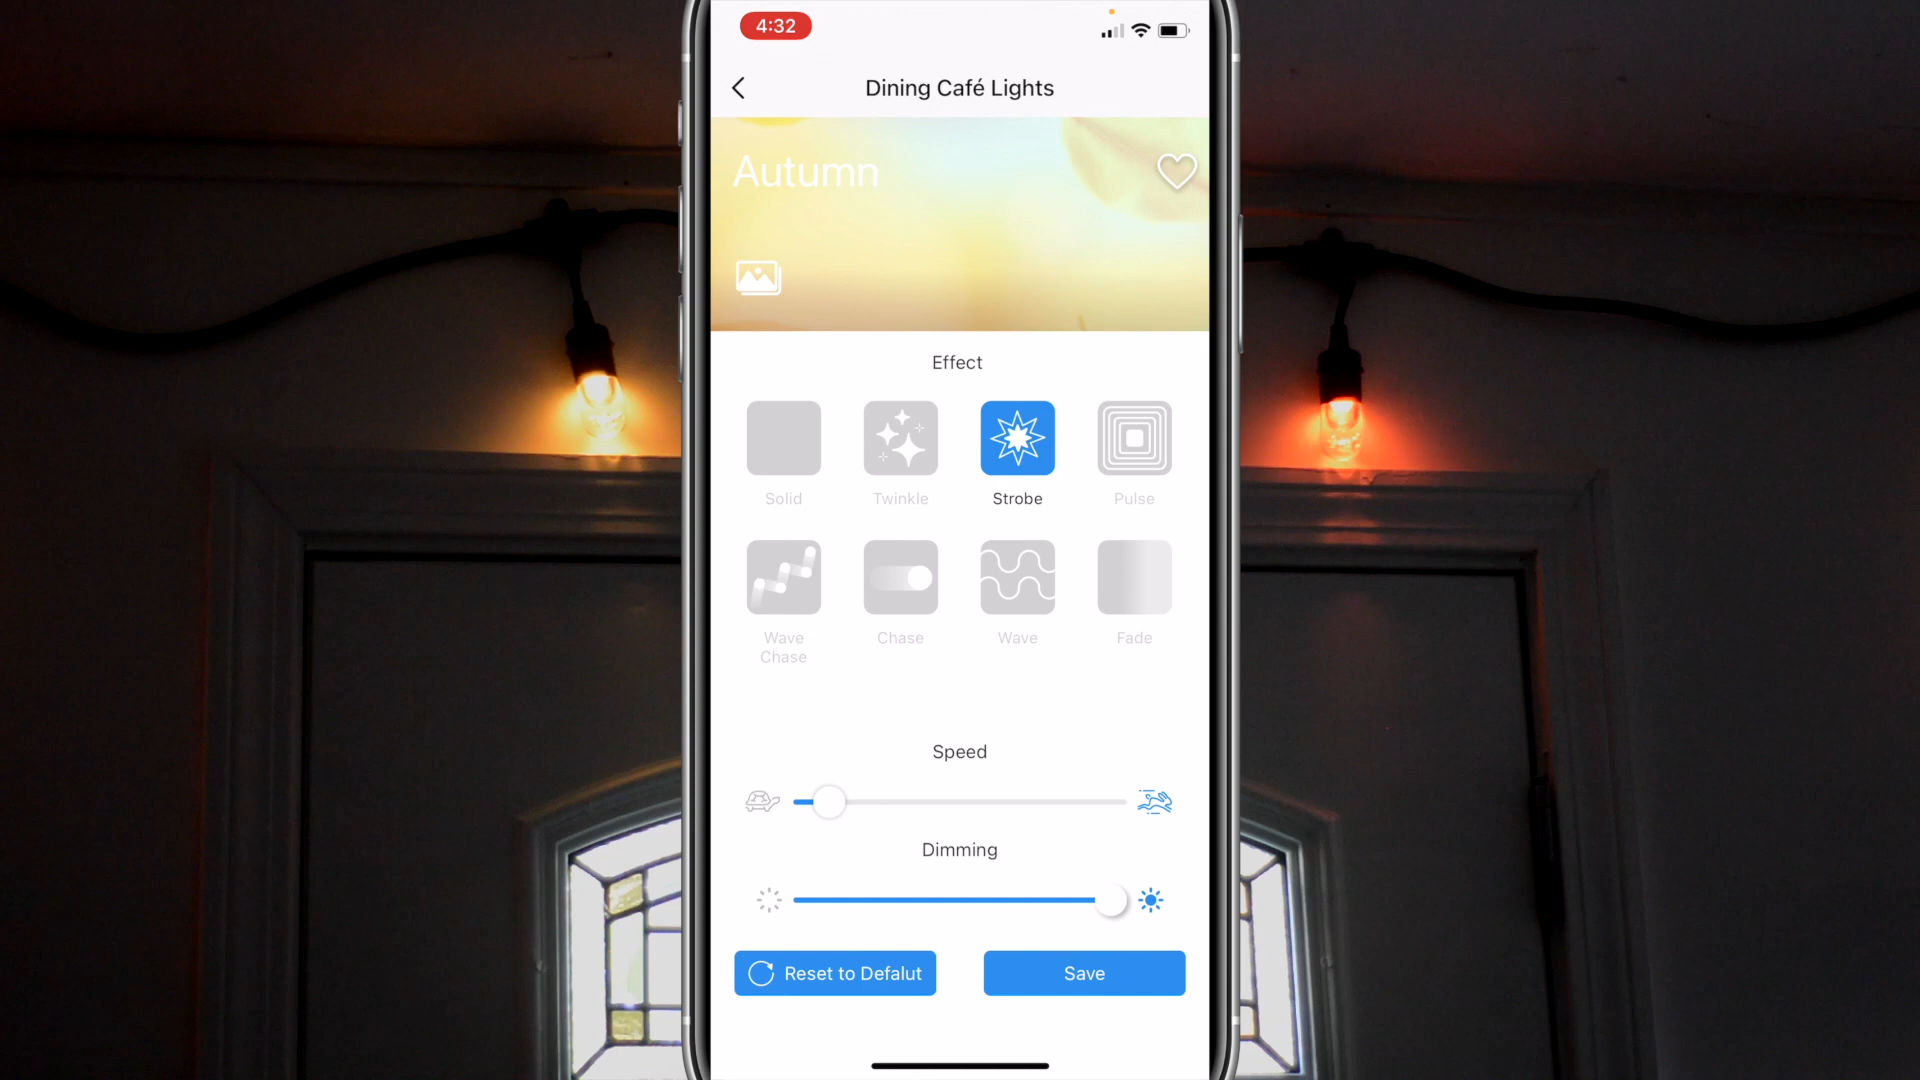 4:32
Dining Café Lights
Autumn
Effect
Solid
Twinkle
Strobe
Pulse
Wave
Chase
Chase
Wave
Fade
Speed
Dimming
Reset to Defalut
Save